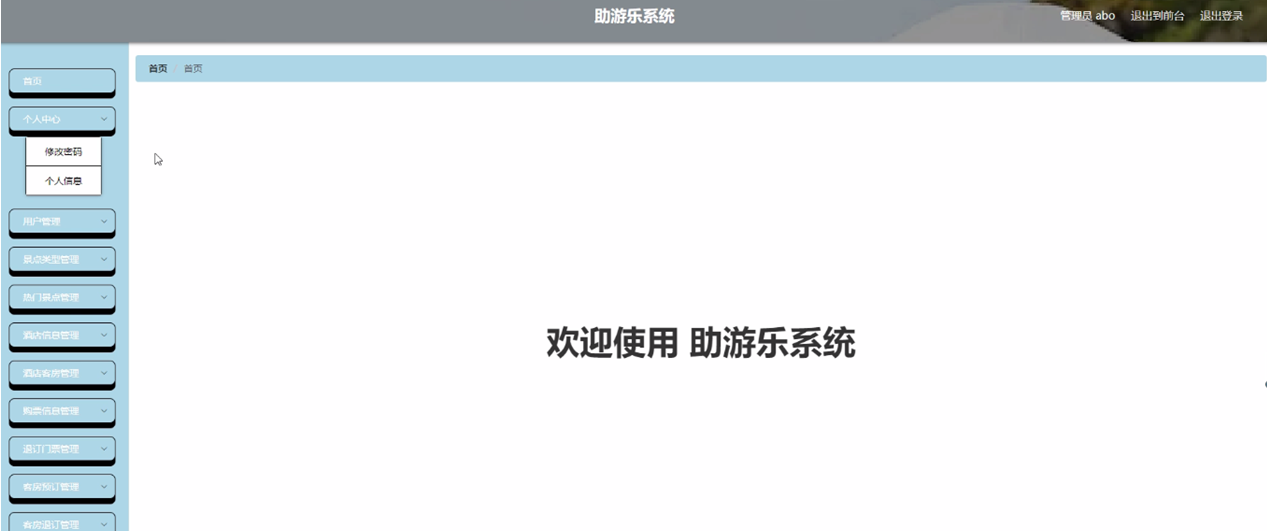 助游乐系统
管理员 abo 退出到前台 退出登录
首页 / 首页
首页
个人中心
修改密码
个人信息
用户管理
景点类型管理
热门景点管理
酒店信息管理
酒店客房管理
购票信息管理
退订门票管理
客房预订管理
客房退订管理
欢迎使用 助游乐系统